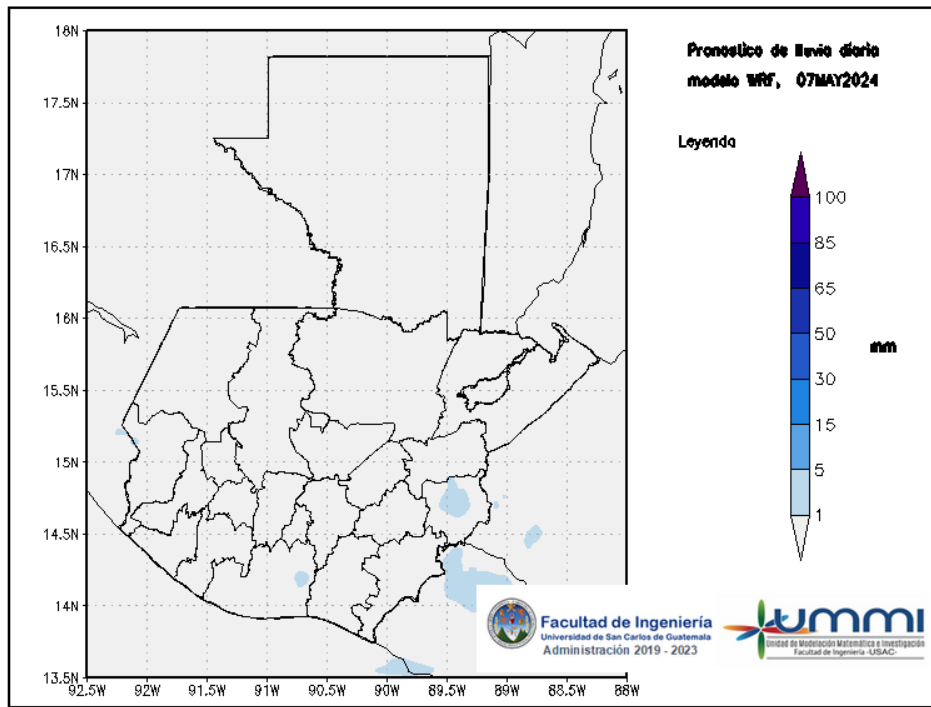 Pronostico de lluvia diaria
modelo WRF, 07MAY2024
Leyenda
100
85
65
50
30
15
5
1
mm
18N
17.5N
17N
16.5N
16N
15.5N
15N
14.5N
14N
13.5N
92.5W
92W
91.5W
91W
90.5W
90W
89.5W
89W
88.5W
88W
Facultad de Ingeniería
Universidad de San Carlos de Guatemala
Administración 2019 - 2023
UMMI
Unidad de Modelación Matemática e Investigación
Facultad de Ingeniería -USAC-